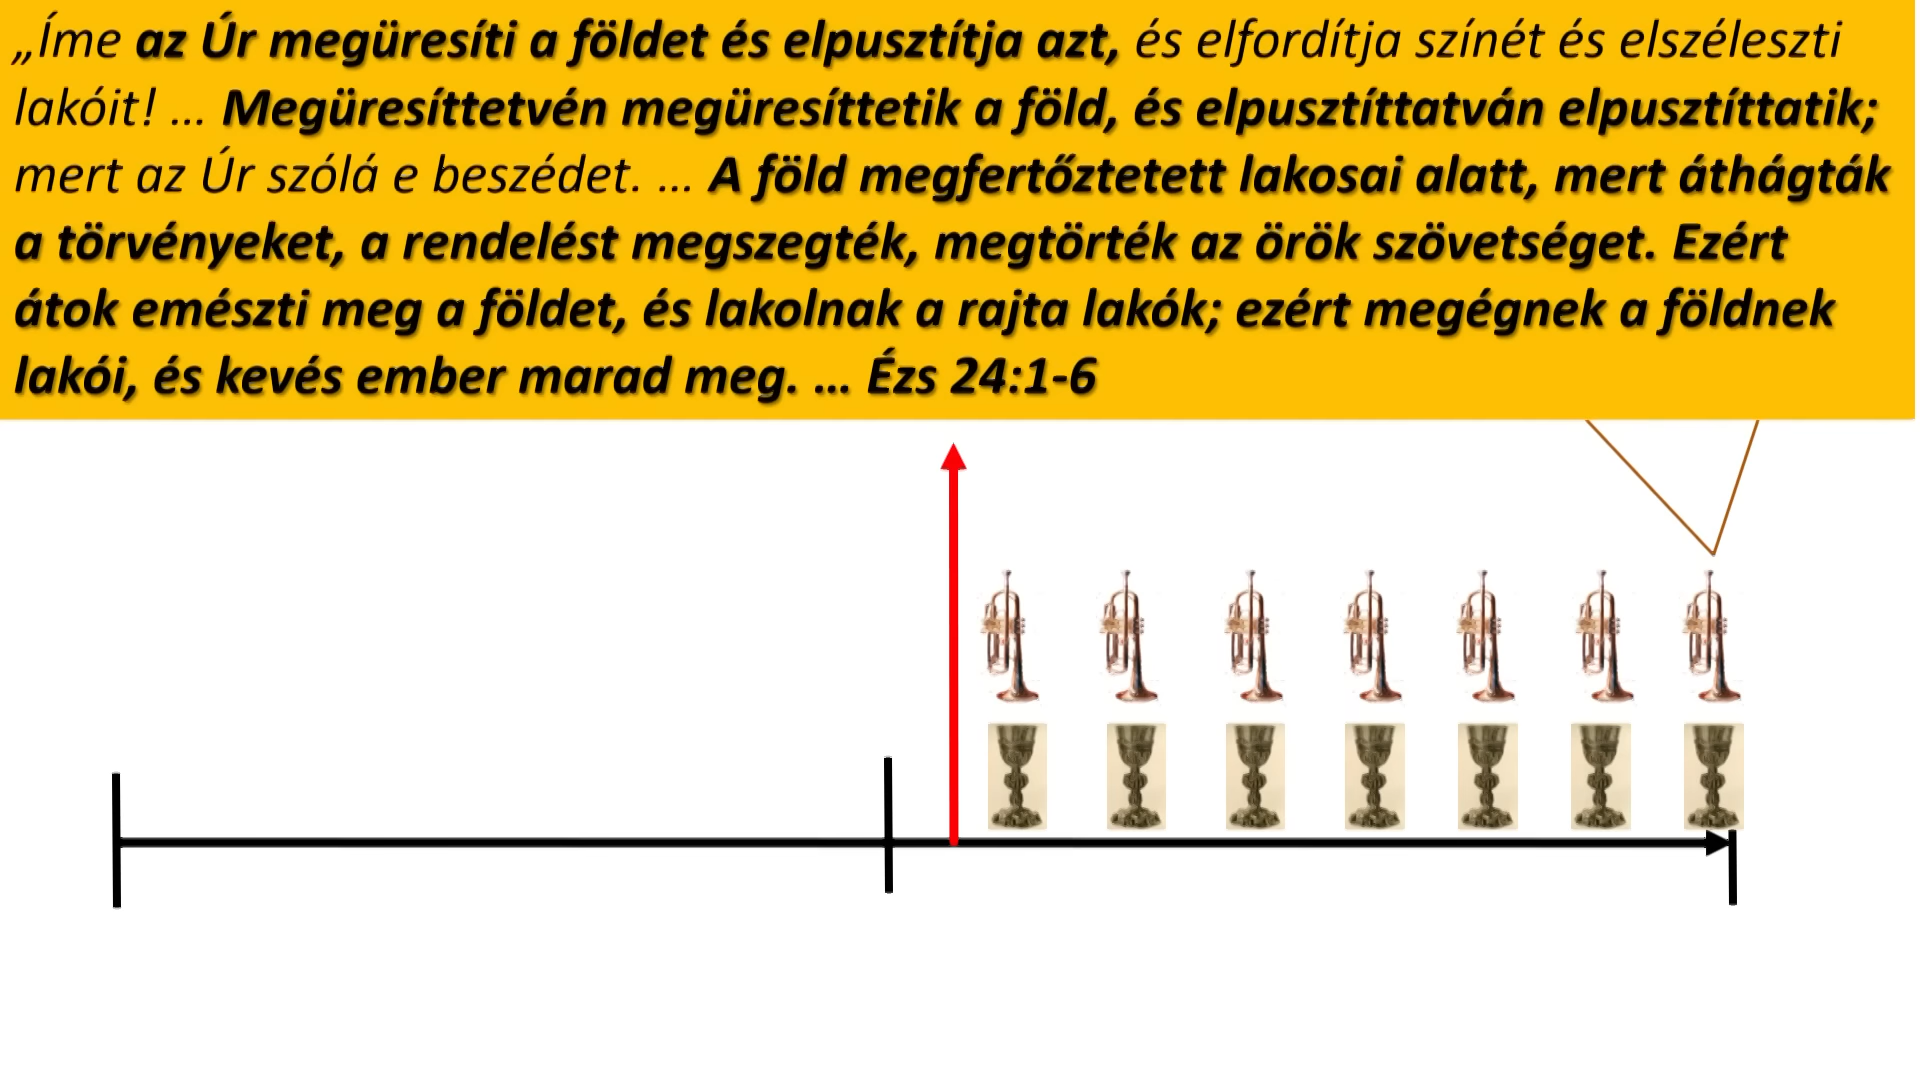 „Íme az Úr megüresíti a földet és elpusztítja azt, és elfordítja színét és elszéleszti
lakóit! ... Megüresíttetvén megüresíttetik a föld, és elpusztíttatván elpusztíttatik;
mert az Úr szólá e beszédet. ... A föld megfertőztetett lakosai alatt, mert áthágták
a törvényeket, a rendelést megszegték, megtörték az örök szövetséget. Ezért
átok emészti meg a földet, és lakolnak a rajta lakók; ezért megégnek a földnek
lakói, és kevés ember marad meg. ... Ézs 24:1-6